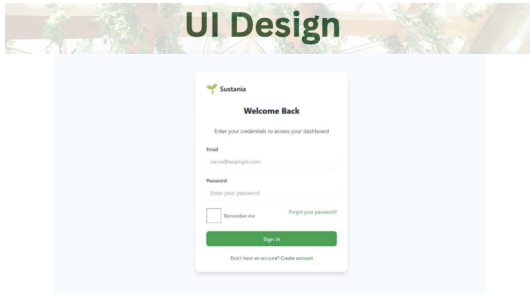 UI Design
Sustania
Welcome Back
Enter your credentials to access your dashboard
Email
name@example.com
Password
Enter your password
Remember me
Forgot your password?
Sign in
Don't have an account? Create account